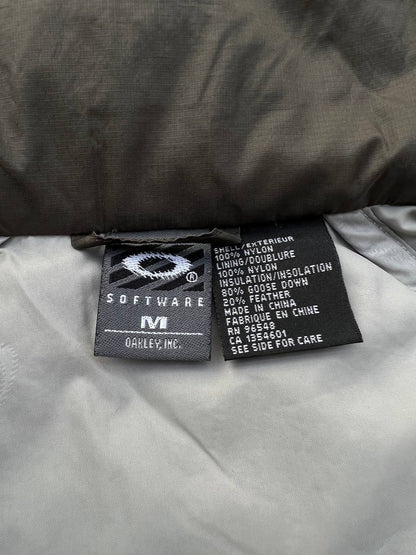 ®
SOFTWARE
M
OAKLEY, INC.
SHELL/EXTERIEUR
100% NYLON
LINING/DOUBLURE
100% NYLON
INSULATION/INSOLATION
80% GOOSE DOWN
20% FEATHER
MADE IN CHINA
FABRIQUE EN CHINE
RN 96548
CA 1354601
SEE SIDE FOR CARE